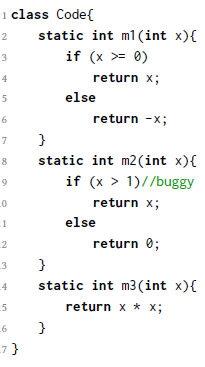 1 class Code{
2 static int m1(int x){
3 if (x >= 0)
4 return x;
5 else
6 return -x;
7 }
8 static int m2(int x){
9 if (x > 1)//buggy
.0 return x;
.1 else
.2 return 0;
.3 }
.4 static int m3(int x){
.5 return x * x;
.6 }
.7 }